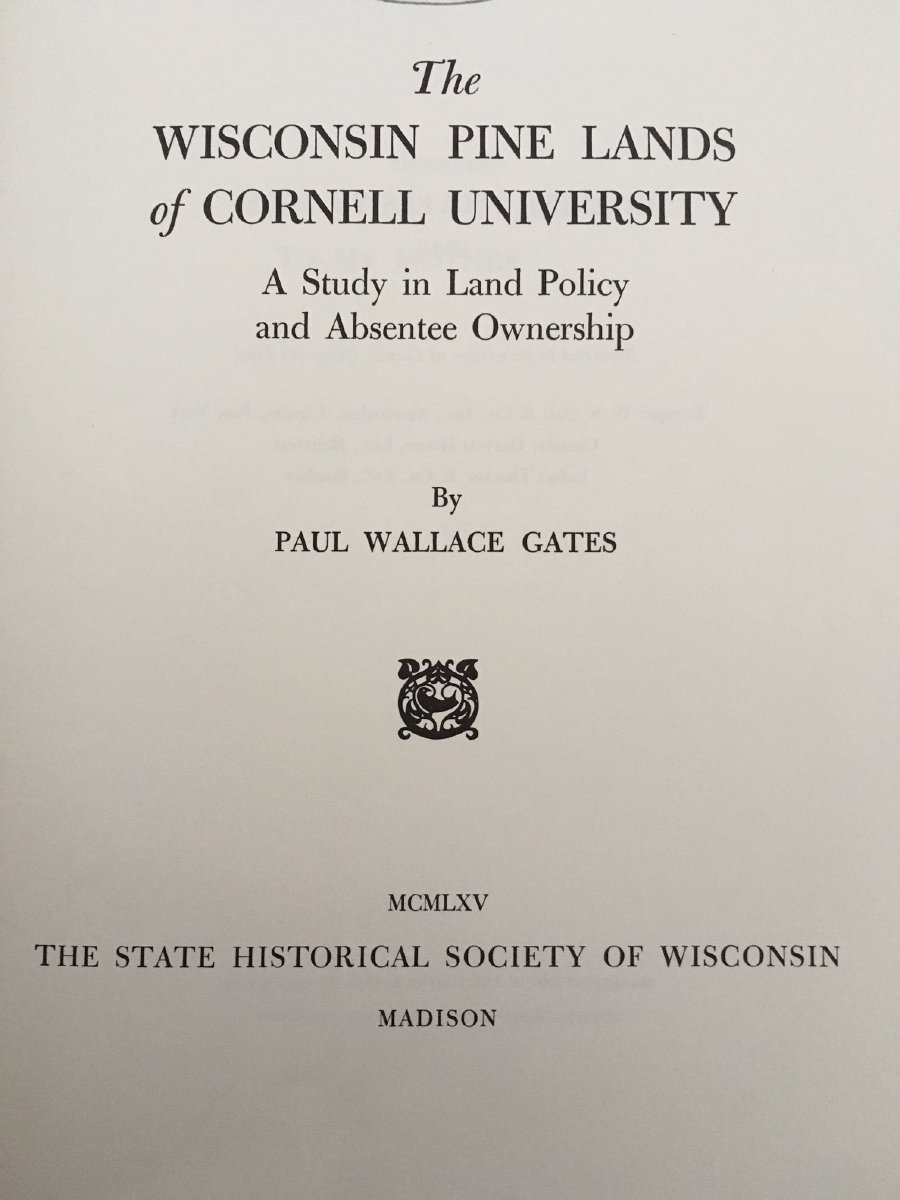 The
WISCONSIN PINE LANDS
of CORNELL UNIVERSITY
A Study in Land Policy
and Absentee Ownership
By
PAUL WALLACE GATES
MCMLXV
THE STATE HISTORICAL SOCIETY OF WISCONSIN
MADISON